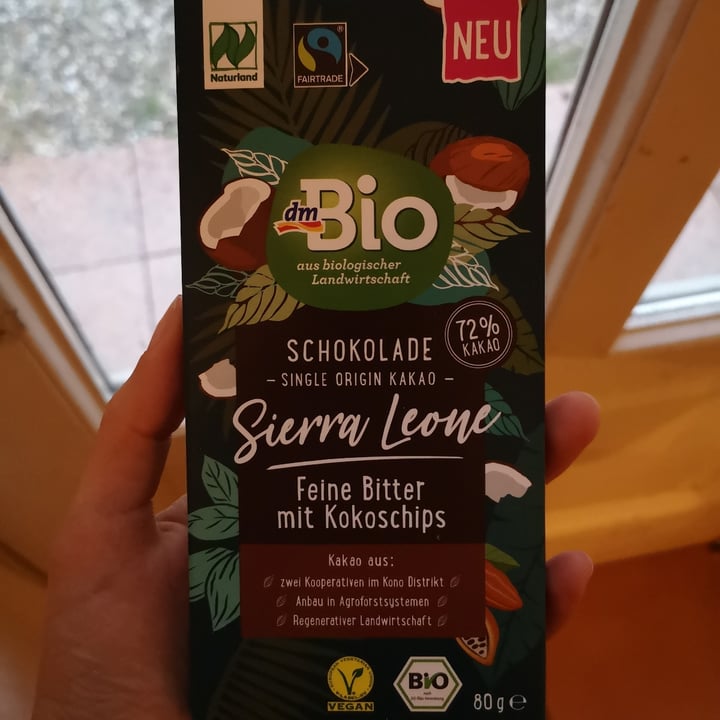 Naturland
FAIRTRADE
NEU
dm Bio
aus biologischer
Landwirtschaft
72%
KAKAO
SCHOKOLADE
– SINGLE ORIGIN KAKAO –
Sierra Leone
Feine Bitter
mit Kokoschips
Kakao aus:
zwei Kooperativen im Kono Distrikt
Anbau in Agroforstsystemen
Regenerativer Landwirtschaft
V
VEGAN
Bio
80 g ℮